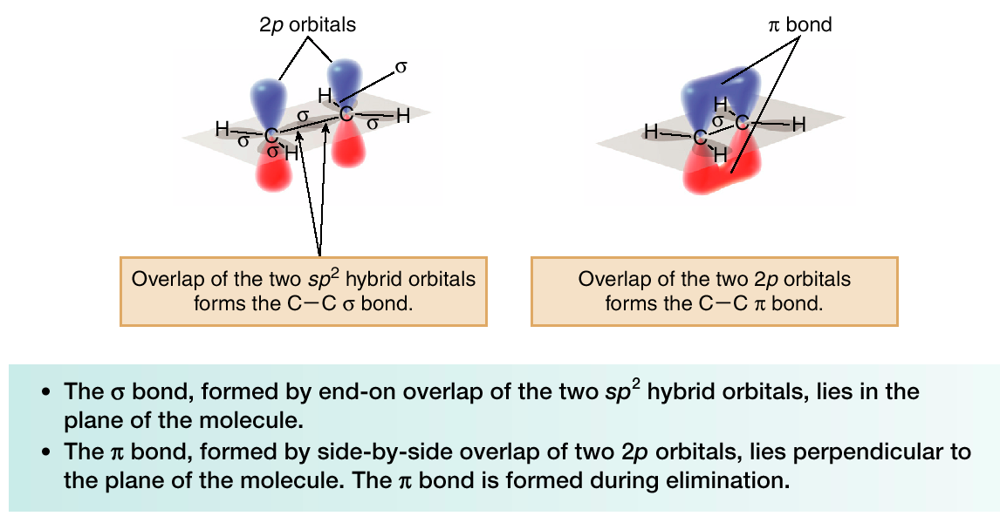 2p orbitals
π bond
σ
H
H
σ
C
H
σ
H
σ
C
H
σ
C
H
σ
H
C
H
σ
Overlap of the two sp² hybrid orbitals
forms the C—C σ bond.
Overlap of the two 2p orbitals
forms the C—C π bond.
• The σ bond, formed by end-on overlap of the two sp² hybrid orbitals, lies in the
plane of the molecule.
• The π bond, formed by side-by-side overlap of two 2p orbitals, lies perpendicular to
the plane of the molecule. The π bond is formed during elimination.